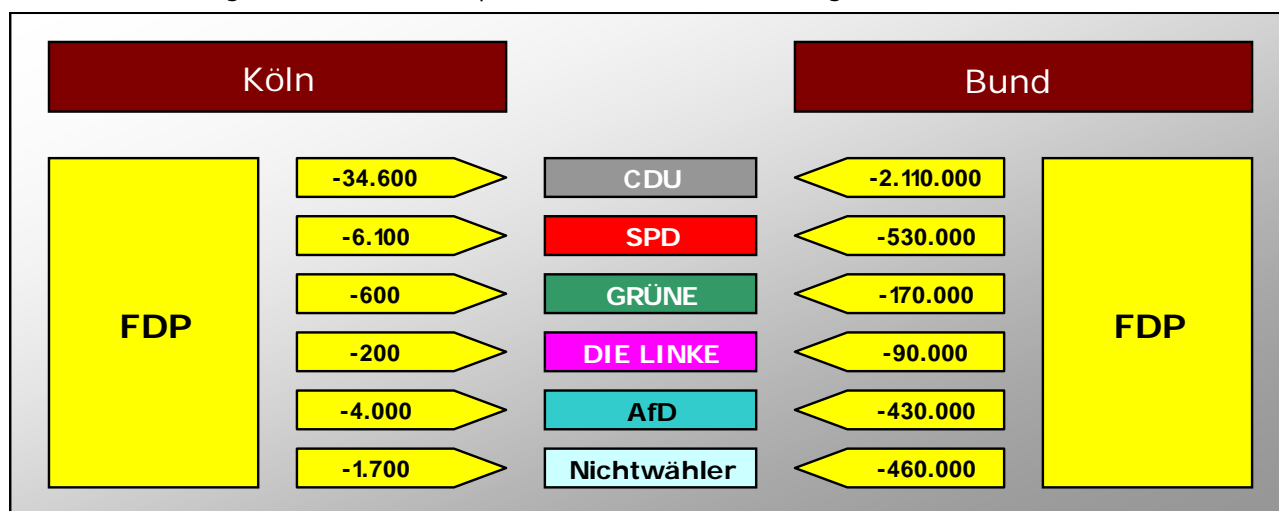 Köln Bund
-34.600 CDU -2.110.000
-6.100 SPD -530.000
-600 GRÜNE -170.000
FDP -200 DIE LINKE -90.000 FDP
-4.000 AfD -430.000
-1.700 Nichtwähler -460.000